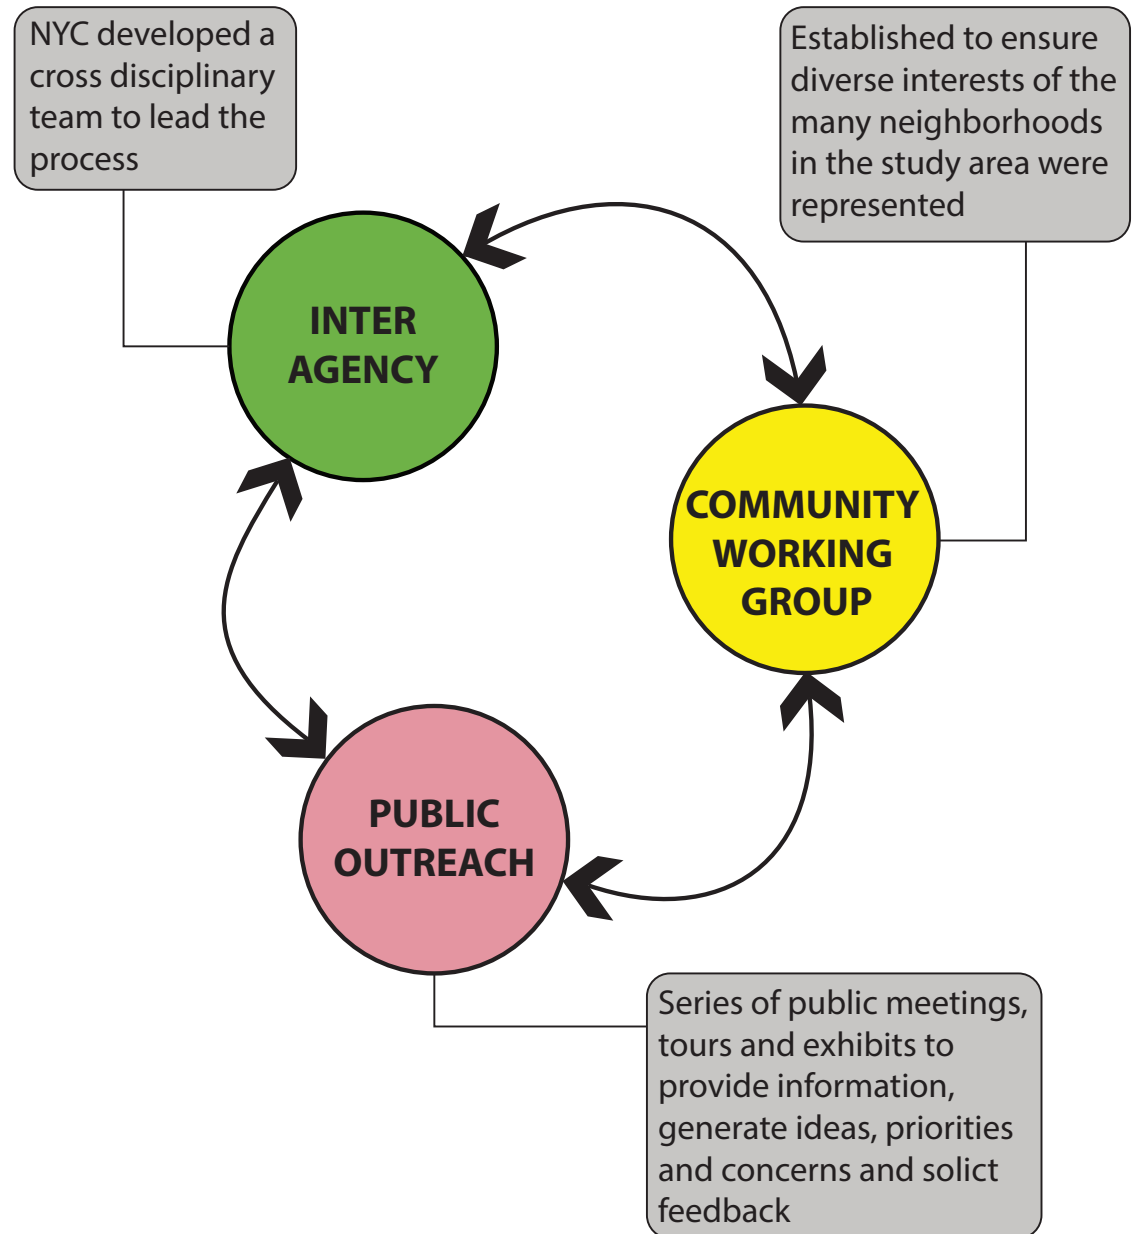 NYC developed a
cross disciplinary
team to lead the
process
Established to ensure
diverse interests of the
many neighborhoods
in the study area were
represented
INTER
AGENCY
COMMUNITY
WORKING
GROUP
PUBLIC
OUTREACH
Series of public meetings,
tours and exhibits to
provide information,
generate ideas, priorities
and concerns and solict
feedback